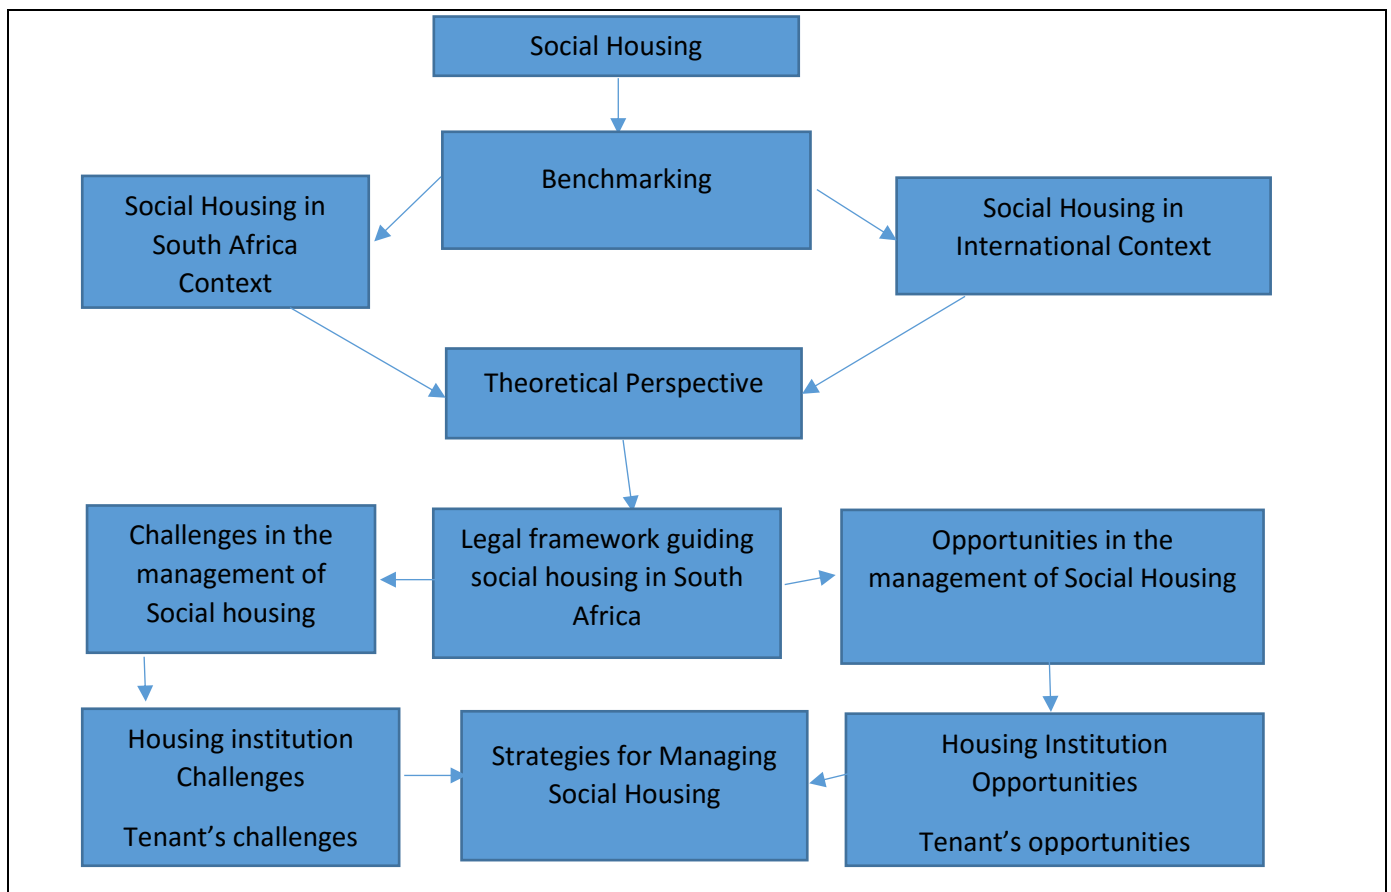 Social Housing
Benchmarking
Social Housing in
South Africa
Context
Social Housing in
International Context
Theoretical Perspective
Challenges in the
management of
Social housing
Legal framework guiding
social housing in South
Africa
Opportunities in the
management of Social Housing
Housing institution
Challenges
Tenant’s challenges
Strategies for Managing
Social Housing
Housing Institution
Opportunities
Tenant’s opportunities